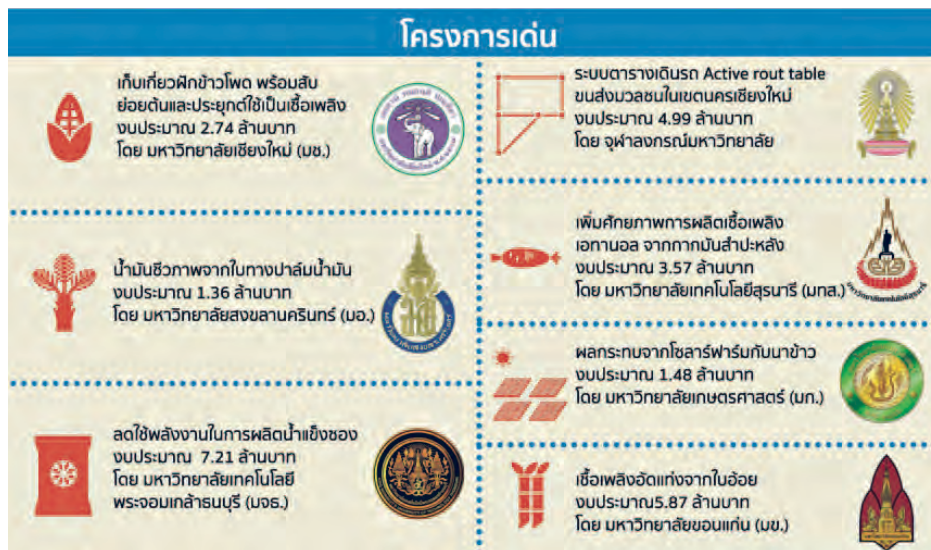 โครงการเด่น
เก็บเกี่ยวฝักข้าวโพด พร้อมสับ
ย่อยต้นและประยุกต์ใช้เป็นเชื้อเพลิง
งบประมาณ 2.74 ล้านบาท
โดย มหาวิทยาลัยเชียงใหม่ (มช.)
น้ำมันชีวภาพจากใบทางปาล์มน้ำมัน
งบประมาณ 1.36 ล้านบาท
โดย มหาวิทยาลัยสงขลานครินทร์ (มอ.)
ลดใช้พลังงานในการผลิตน้ำแข็งซอง
งบประมาณ 7.21 ล้านบาท
โดย มหาวิทยาลัยเทคโนโลยี
พระจอมเกล้าธนบุรี (มจธ.)
ระบบตารางเดินรถ Active rout table
ขนส่งมวลชนในเขตนครเชียงใหม่
งบประมาณ 4.99 ล้านบาท
โดย จุฬาลงกรณ์มหาวิทยาลัย
เพิ่มศักยภาพการผลิตเชื้อเพลิง
เอทานอล จากกากมันสำปะหลัง
งบประมาณ 3.57 ล้านบาท
โดย มหาวิทยาลัยเทคโนโลยีสุรนารี (มทส.)
มหาวิทยาลัยเทคโนโลยีสุรนารี
ผลกระทบจากโซลาร์ฟาร์มกับนาข้าว
งบประมาณ 1.48 ล้านบาท
โดย มหาวิทยาลัยเกษตรศาสตร์ (มก.)
เชื้อเพลิงอัดแท่งจากใบอ้อย
งบประมาณ5.87 ล้านบาท
โดย มหาวิทยาลัยขอนแก่น (มข.)